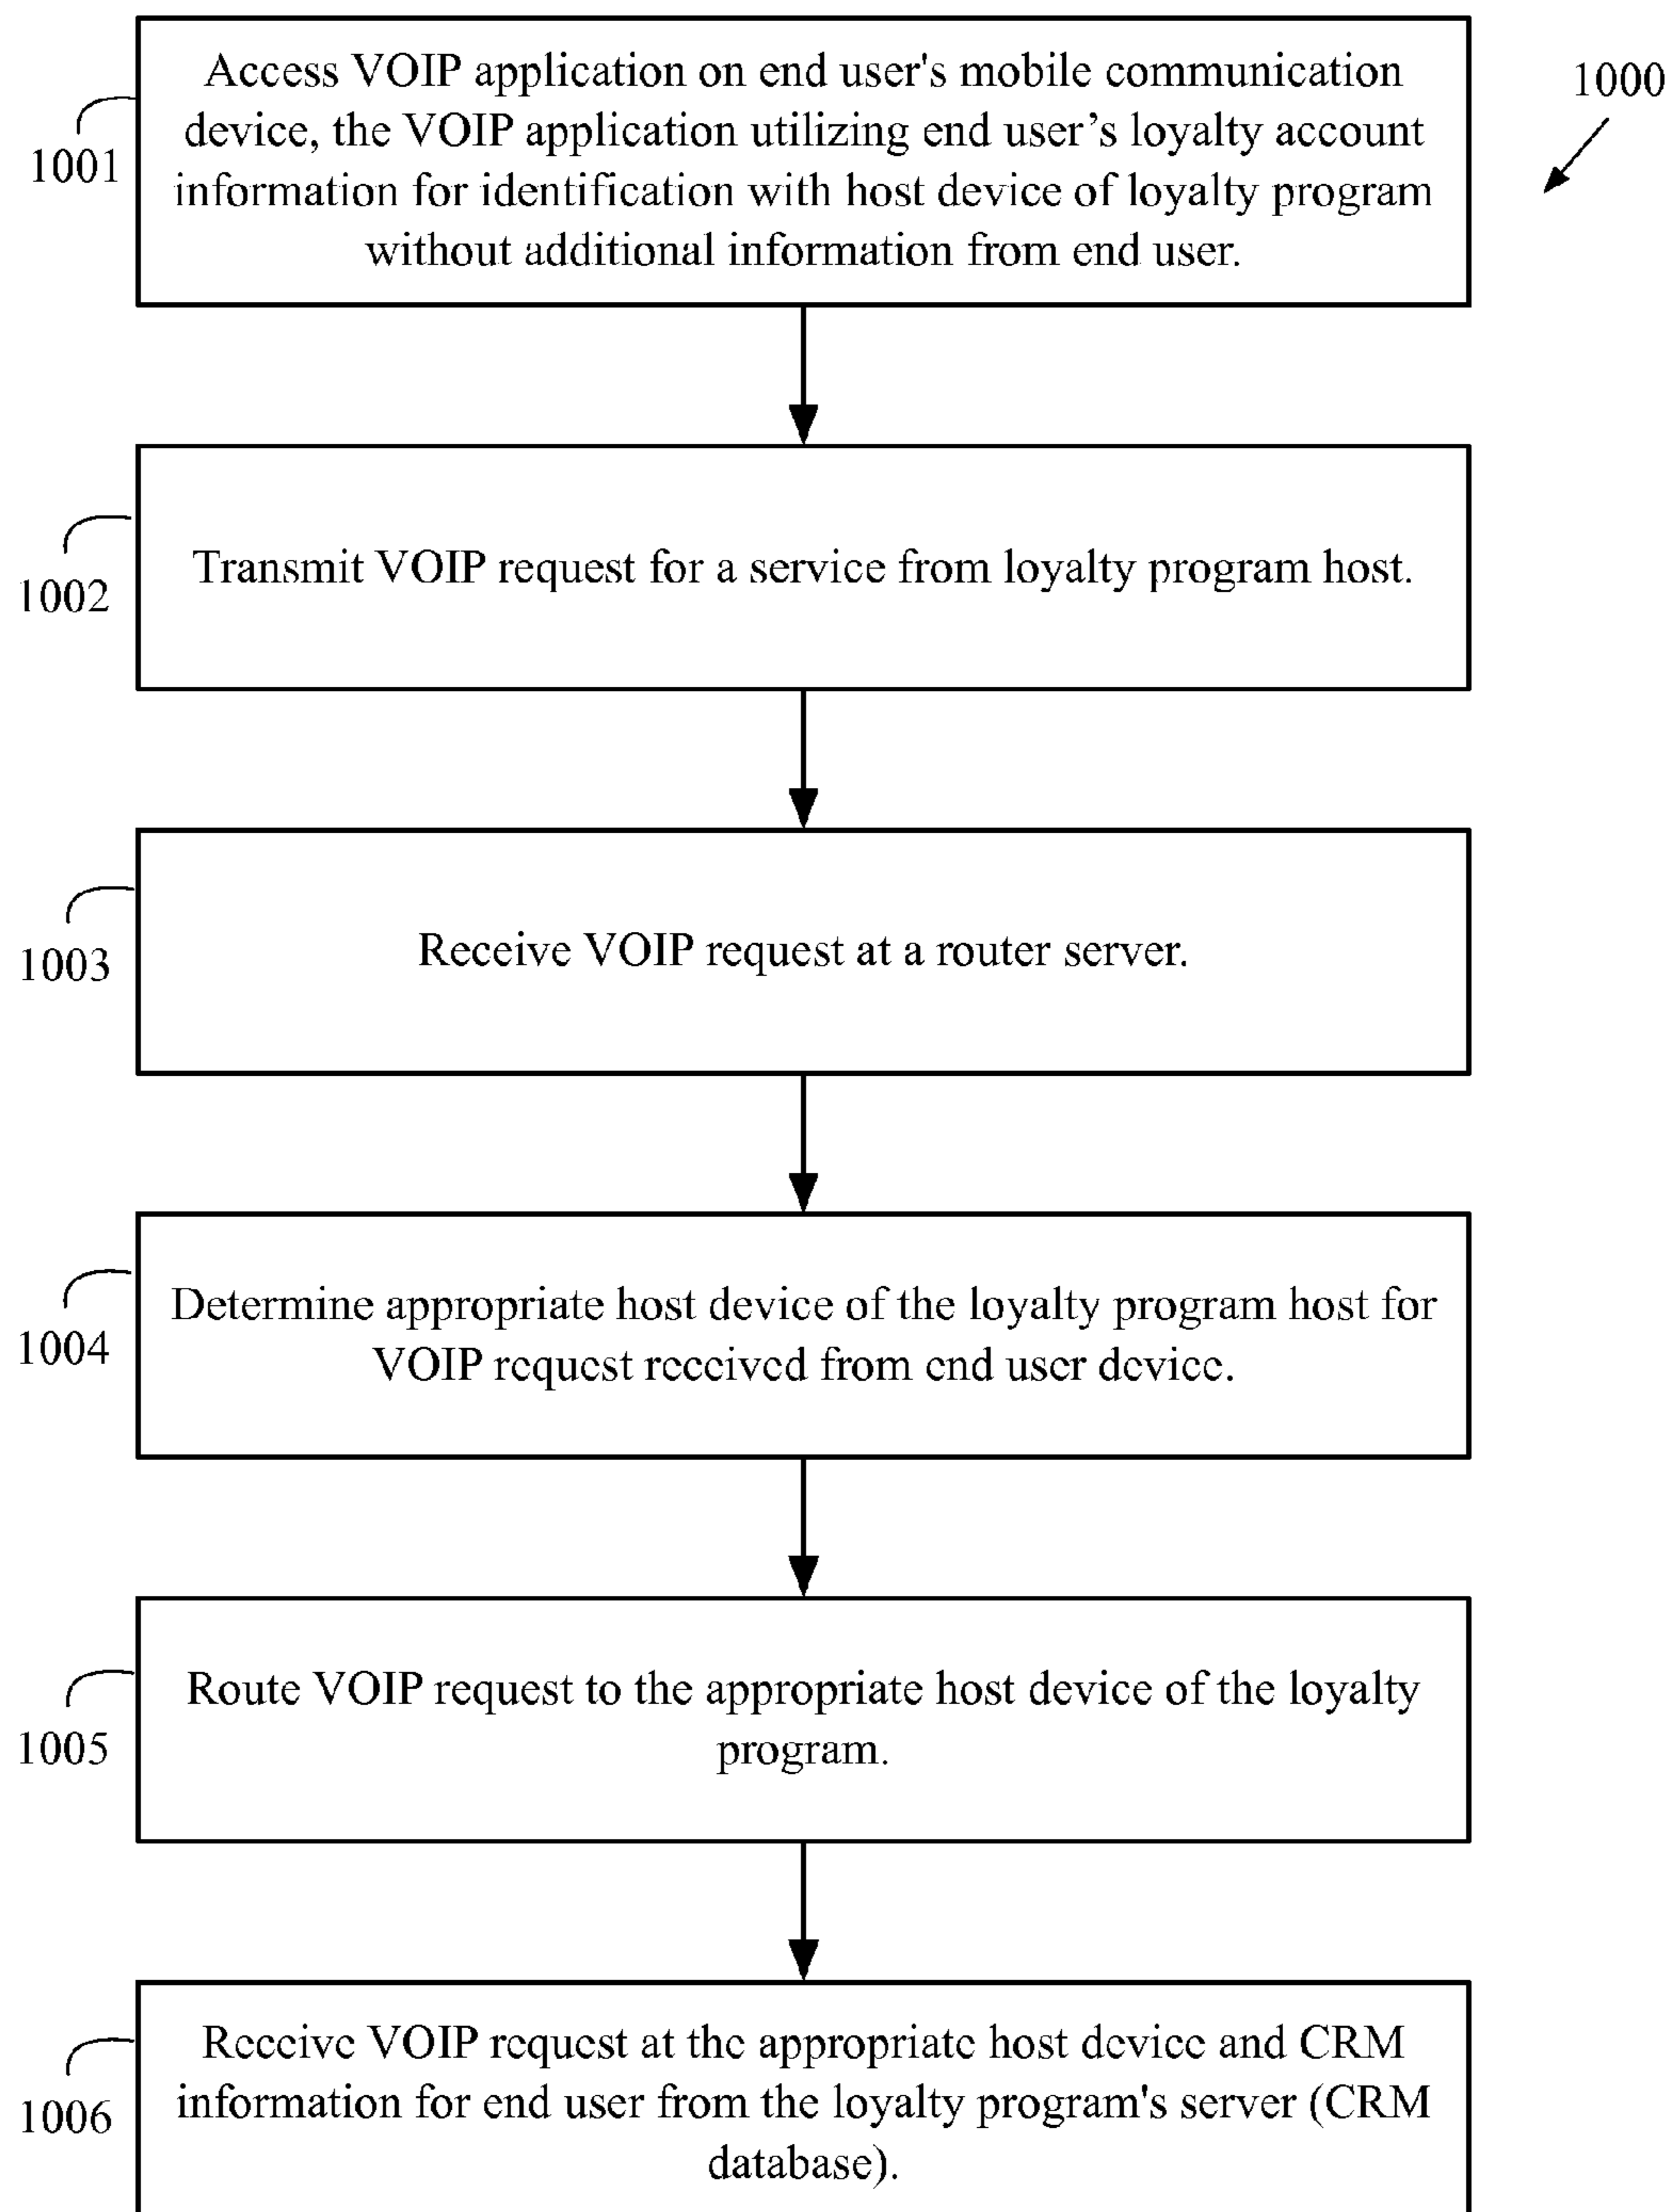 Access VOIP application on end user's mobile communication
device, the VOIP application utilizing end user’s loyalty account
information for identification with host device of loyalty program
without additional information from end user.
1000
1001
Transmit VOIP request for a service from loyalty program host.
1002
Receive VOIP request at a router server.
1003
Determine appropriate host device of the loyalty program host for
VOIP request received from end user device.
1004
Route VOIP request to the appropriate host device of the loyalty
program.
1005
Receive VOIP request at the appropriate host device and CRM
information for end user from the loyalty program's server (CRM
database).
1006